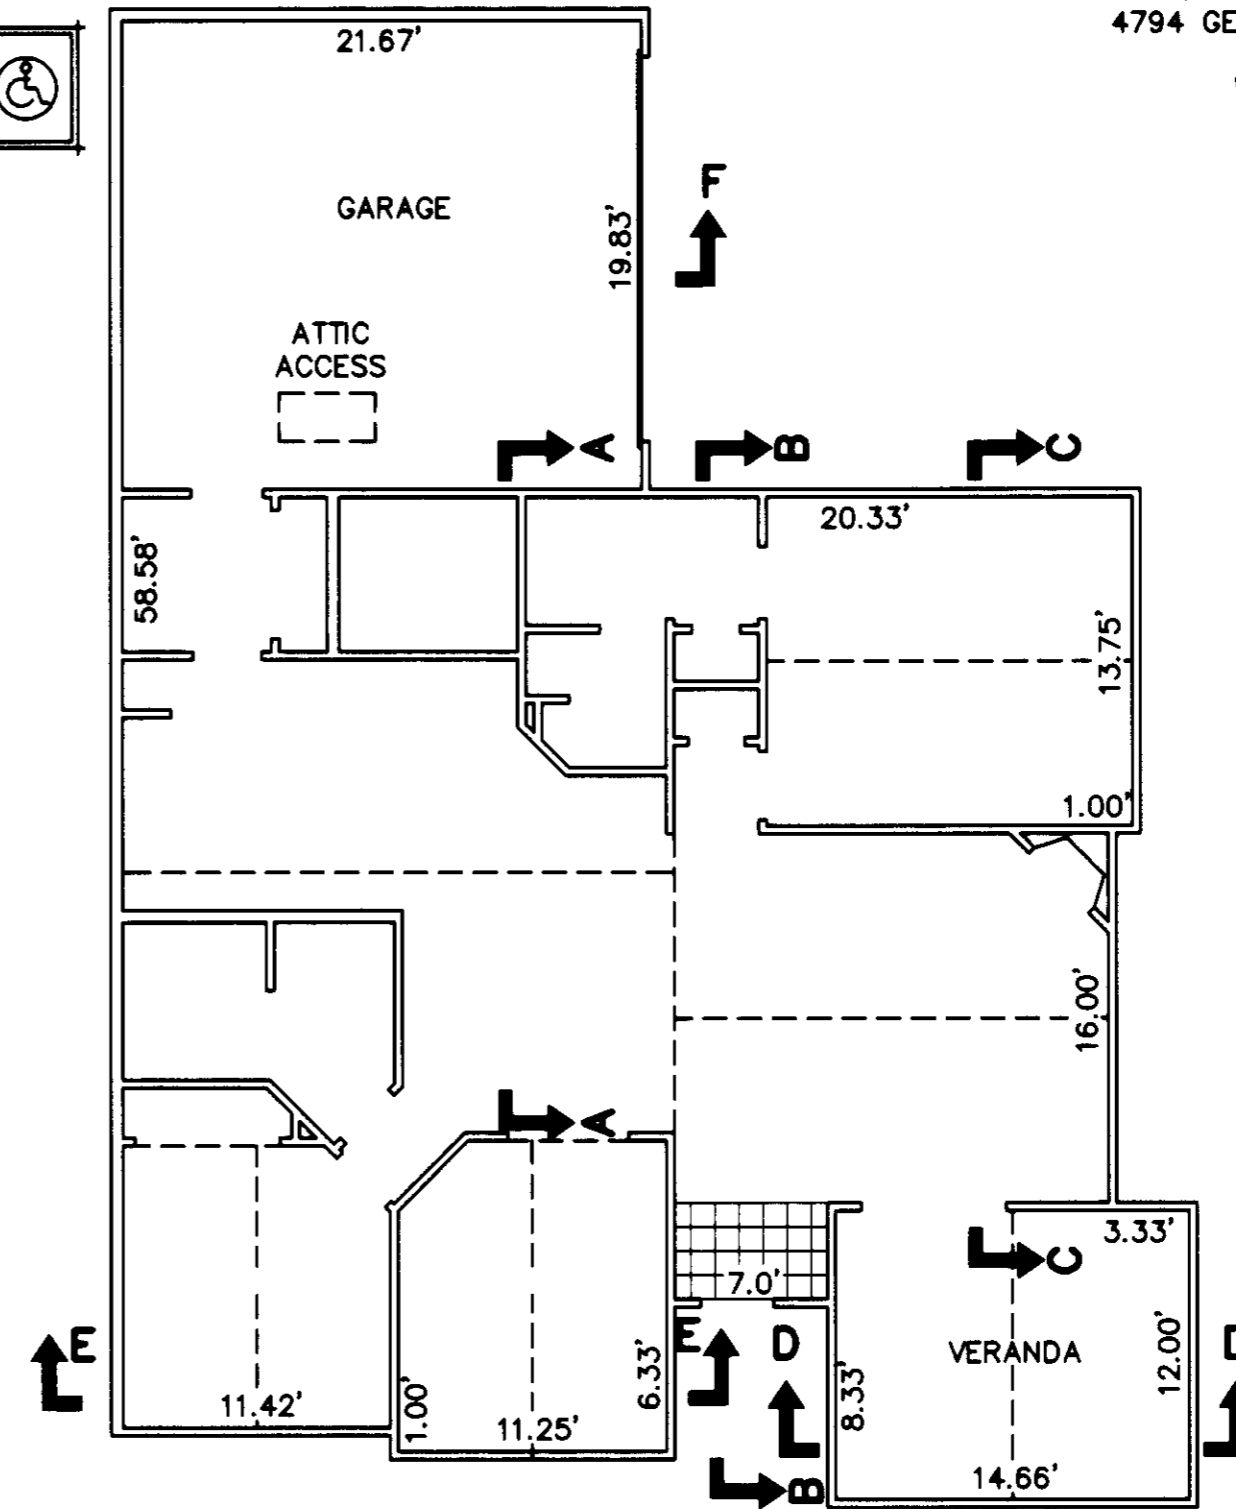 4794 GE
21.67'
F
GARAGE
19.83'
ATTIC
ACCESS
A
B
C
20.33'
58.58'
13.75'
1.00'
16.00'
A
3.33'
C
7.0'
E
E
D
VERANDA
12.00'
6.33'
8.33'
11.42'
1.00'
11.25'
14.66'
B